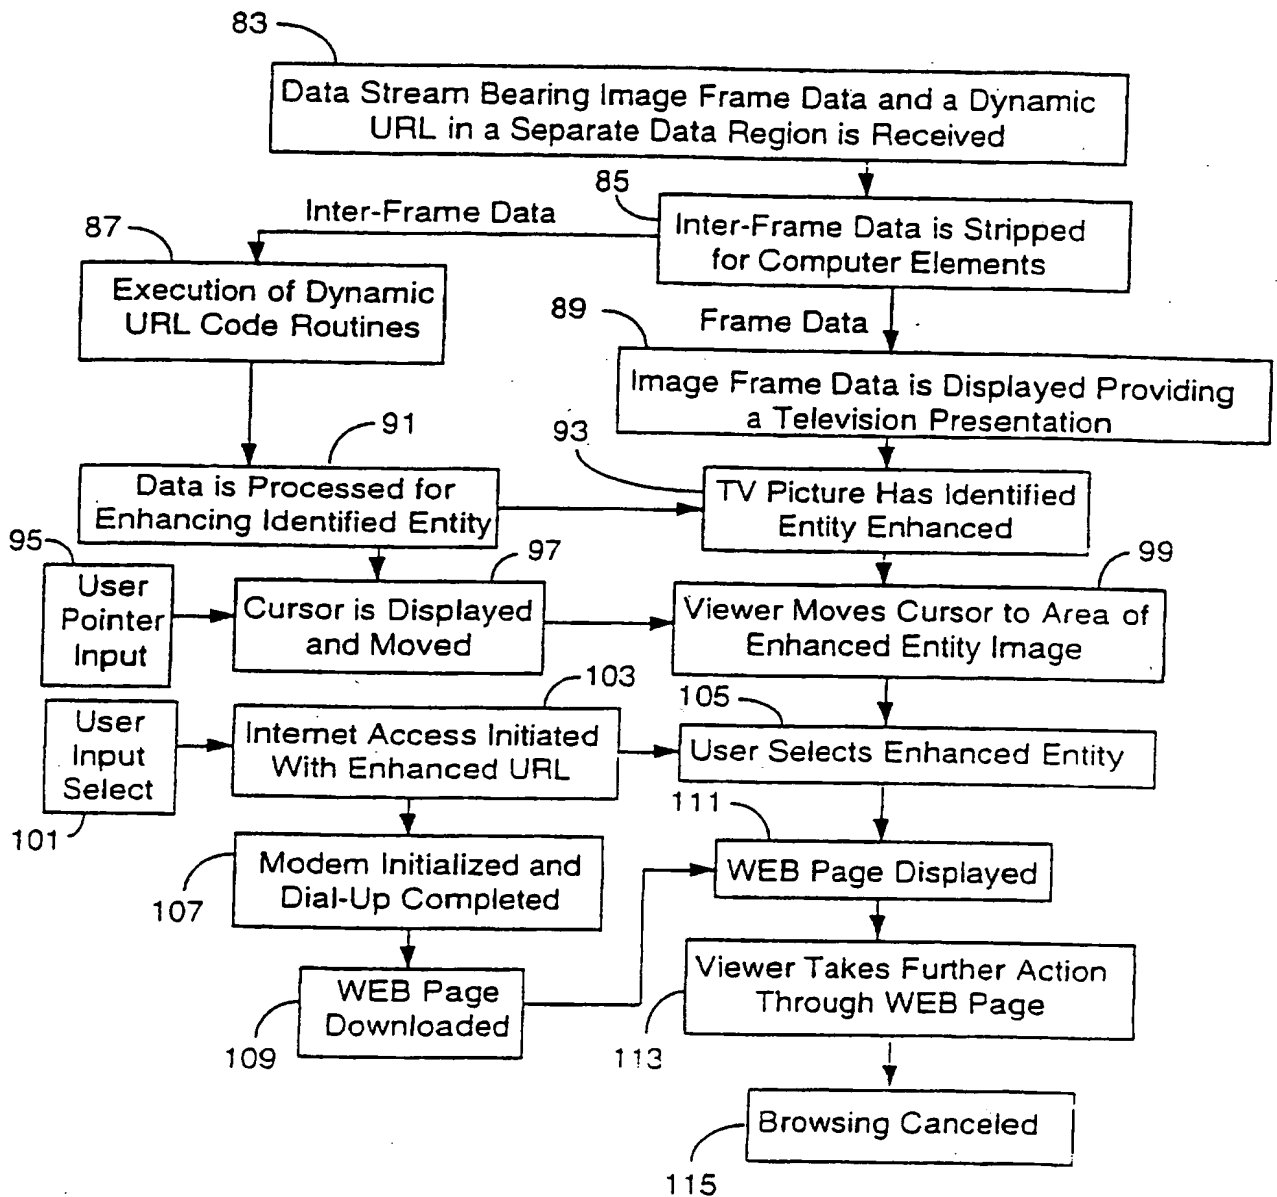 83
Data Stream Bearing Image Frame Data and a Dynamic
URL in a Separate Data Region is Received
85
Inter-Frame Data
Inter-Frame Data is Stripped
for Computer Elements
87
Execution of Dynamic
URL Code Routines
Frame Data
89
Image Frame Data is Displayed Providing
a Television Presentation
91
Data is Processed for
Enhancing Identified Entity
93
TV Picture Has Identified
Entity Enhanced
95
User
Pointer
Input
97
Cursor is Displayed
and Moved
99
Viewer Moves Cursor to Area of
Enhanced Entity Image
User
Input
Select
101
103
Internet Access Initiated
With Enhanced URL
105
User Selects Enhanced Entity
Modem Initialized and
Dial-Up Completed
107
111
WEB Page Displayed
WEB Page
Downloaded
109
Viewer Takes Further Action
Through WEB Page
113
Browsing Canceled
115